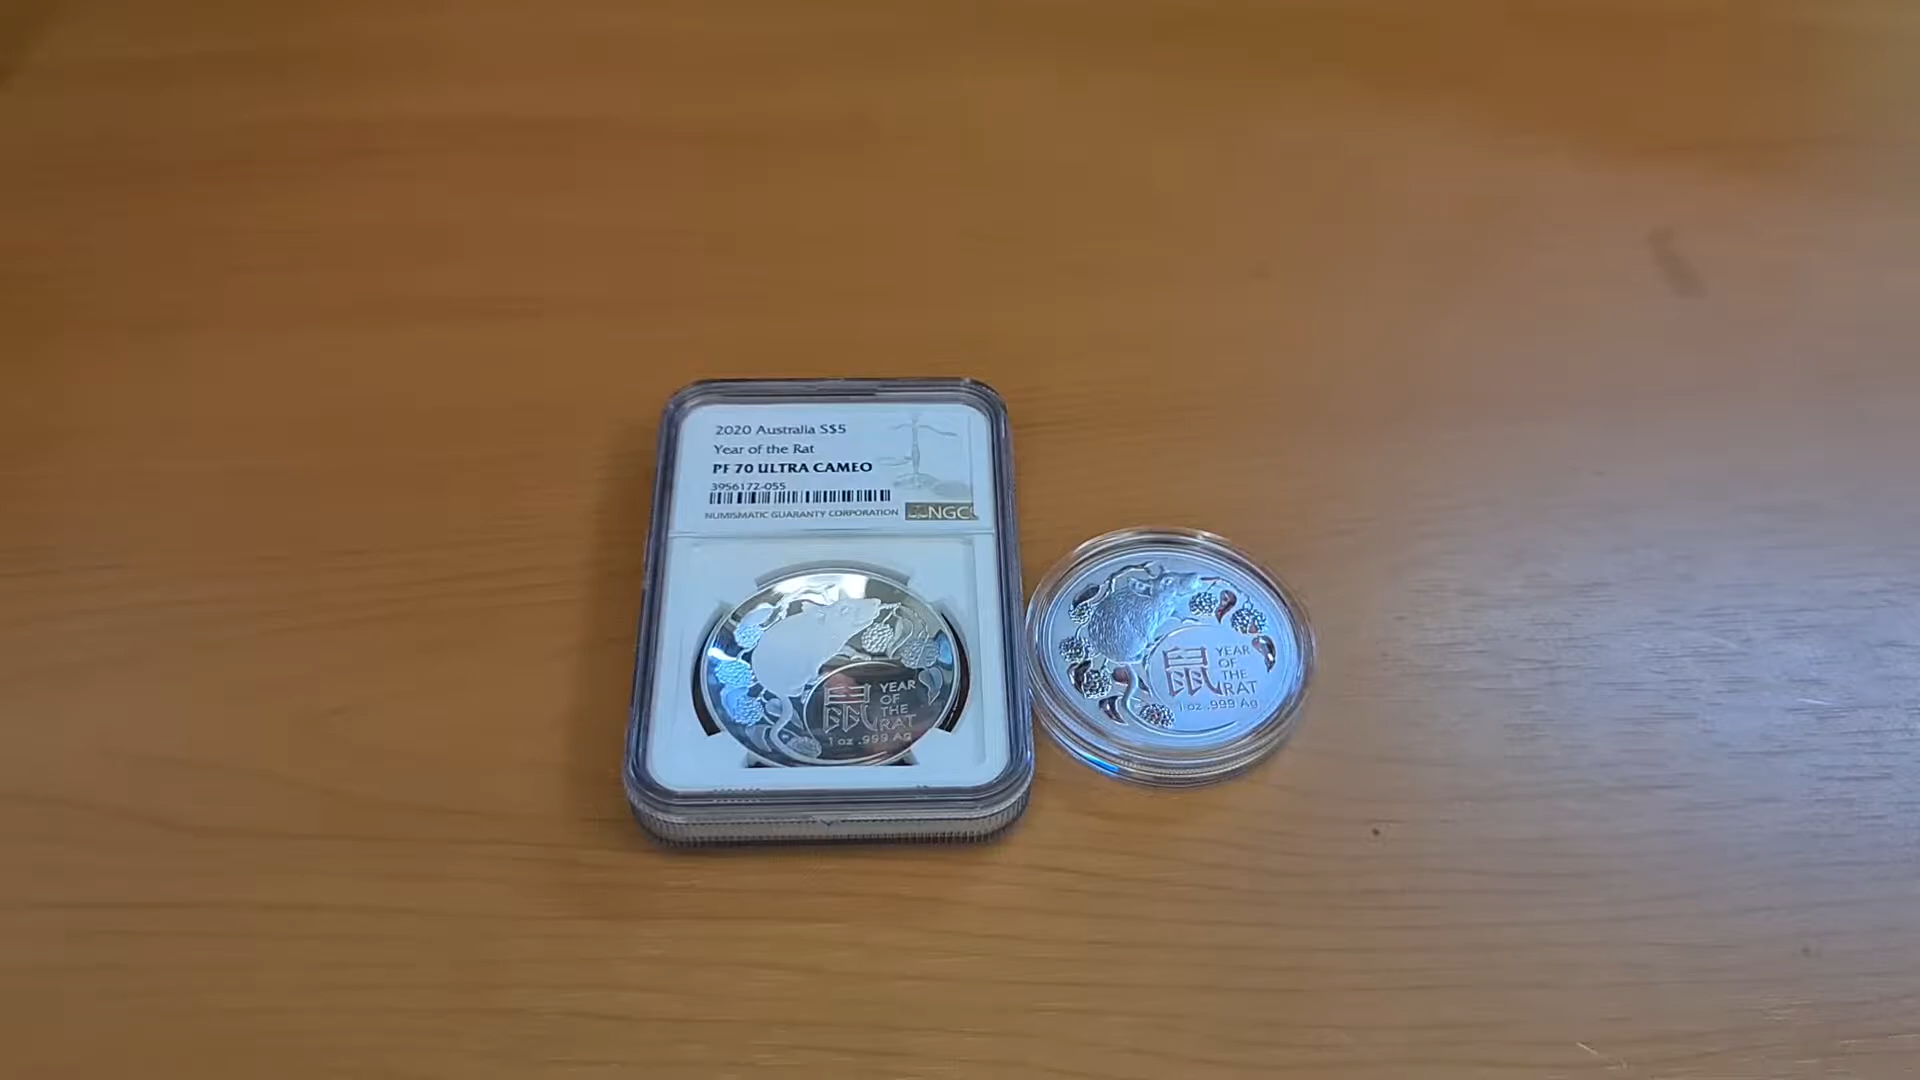 2020 Australia S$5
Year of the Rat
PF 70 ULTRA CAMEO
3956172-055
NUMISMATIC GUARANTY CORPORATION NGC
鼠
YEAR
OF
THE
RAT
1 oz .999 Ag
鼠
YEAR
OF
THE
RAT
1 oz .999 Ag